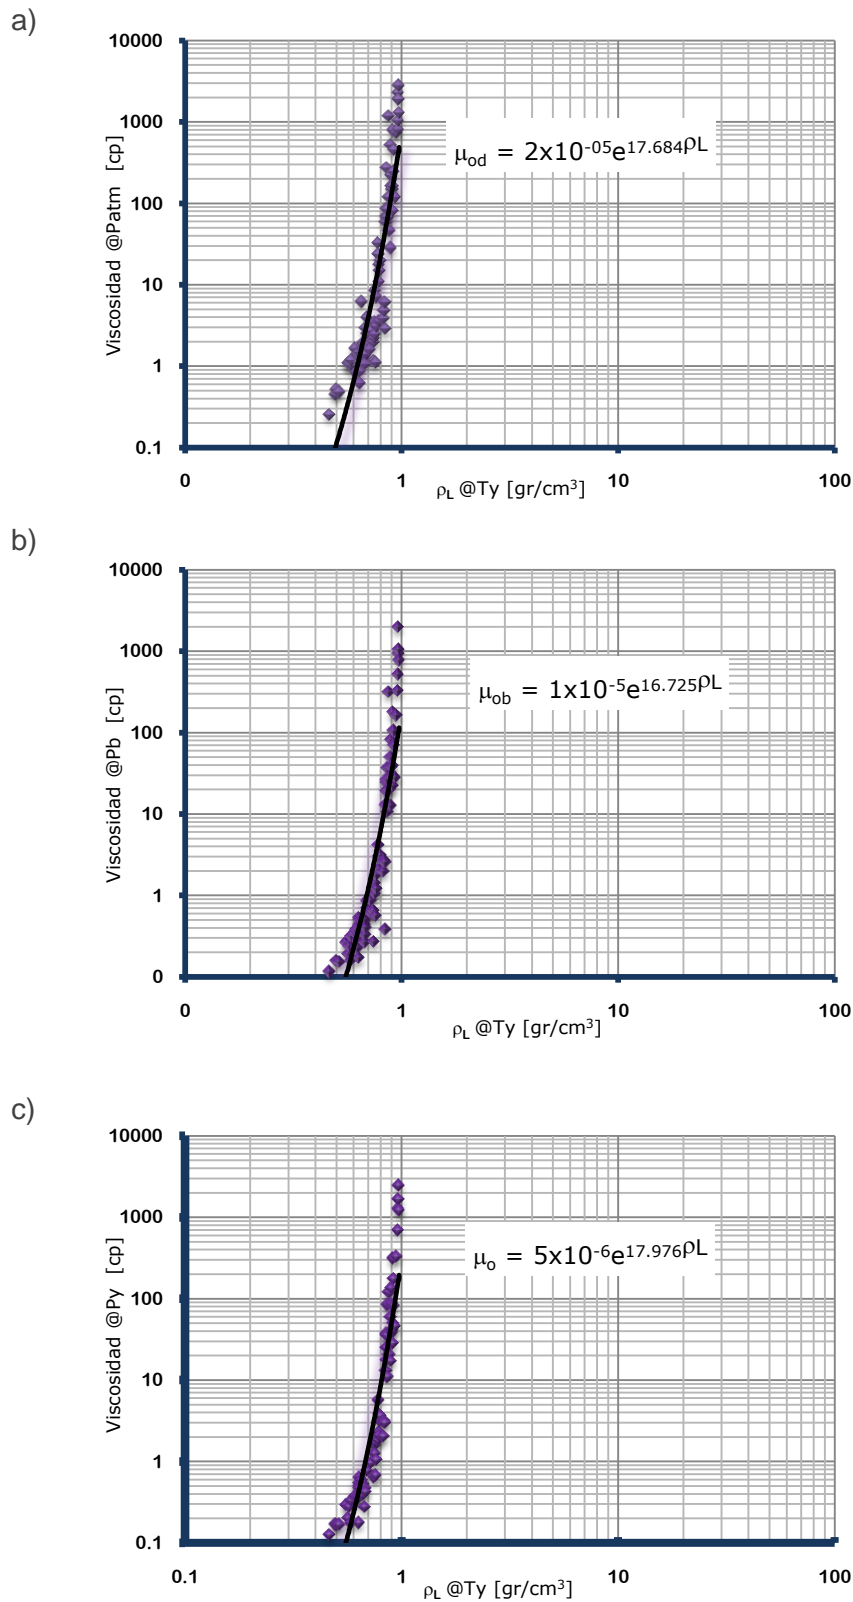 a)
10000
1000
100
10
1
0.1
0 1 10 100
Viscosidad @Patm [cp]
μod = 2x10-05e17.684ρL
ρL @Ty [gr/cm3]
b)
10000
1000
100
10
1
0
0 1 10 100
Viscosidad @Pb [cp]
μob = 1x10-5e16.725ρL
ρL @Ty [gr/cm3]
c)
10000
1000
100
10
1
0.1
0.1 1 10 100
Viscosidad @Py [cp]
μo = 5x10-6e17.976ρL
ρL @Ty [gr/cm3]